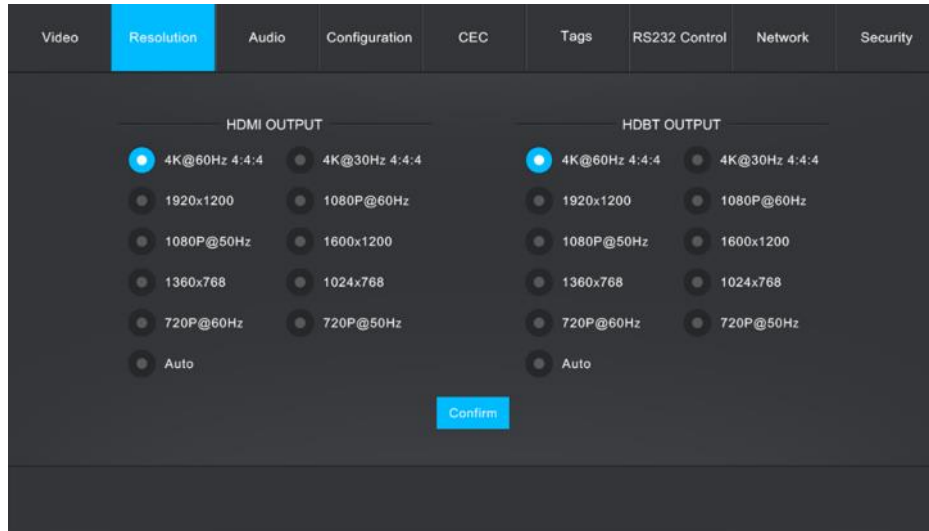 Video Resolution Audio Configuration CEC Tags RS232 Control Network Security
HDMI OUTPUT HDBT OUTPUT
4K@60Hz 4:4:4 4K@30Hz 4:4:4 4K@60Hz 4:4:4 4K@30Hz 4:4:4
1920x1200 1080P@60Hz 1920x1200 1080P@60Hz
1080P@50Hz 1600x1200 1080P@50Hz 1600x1200
1360x768 1024x768 1360x768 1024x768
720P@60Hz 720P@50Hz 720P@60Hz 720P@50Hz
Auto Auto
Confirm